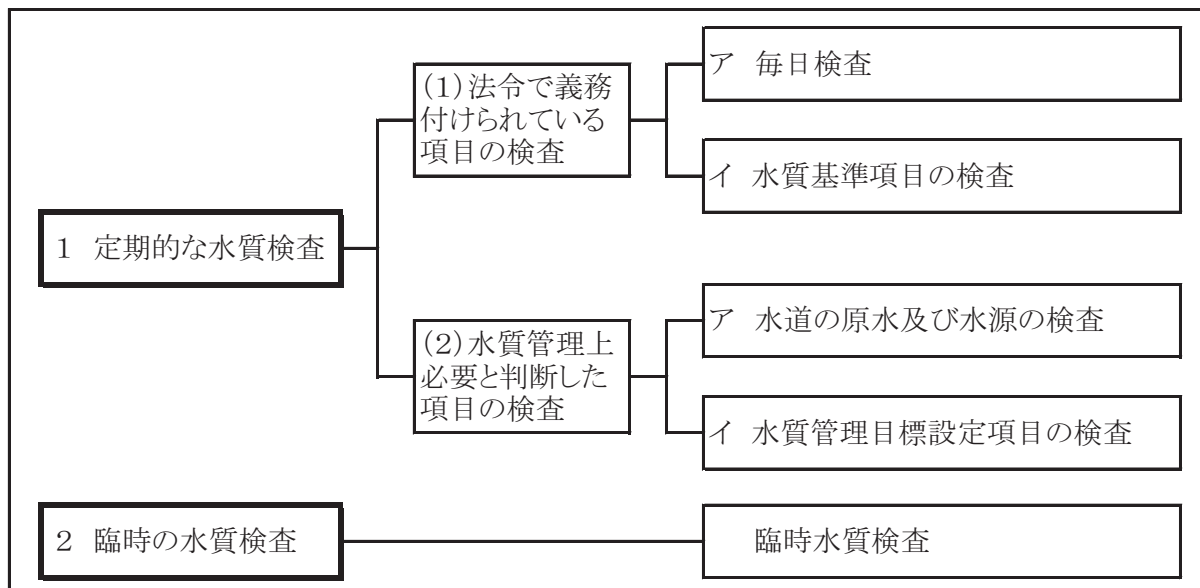 1 定期的な水質検査
(1)法令で義務
付けられている
項目の検査
ア 毎日検査
イ 水質基準項目の検査
(2)水質管理上
必要と判断した
項目の検査
ア 水道の原水及び水源の検査
イ 水質管理目標設定項目の検査
2 臨時の水質検査
臨時水質検査